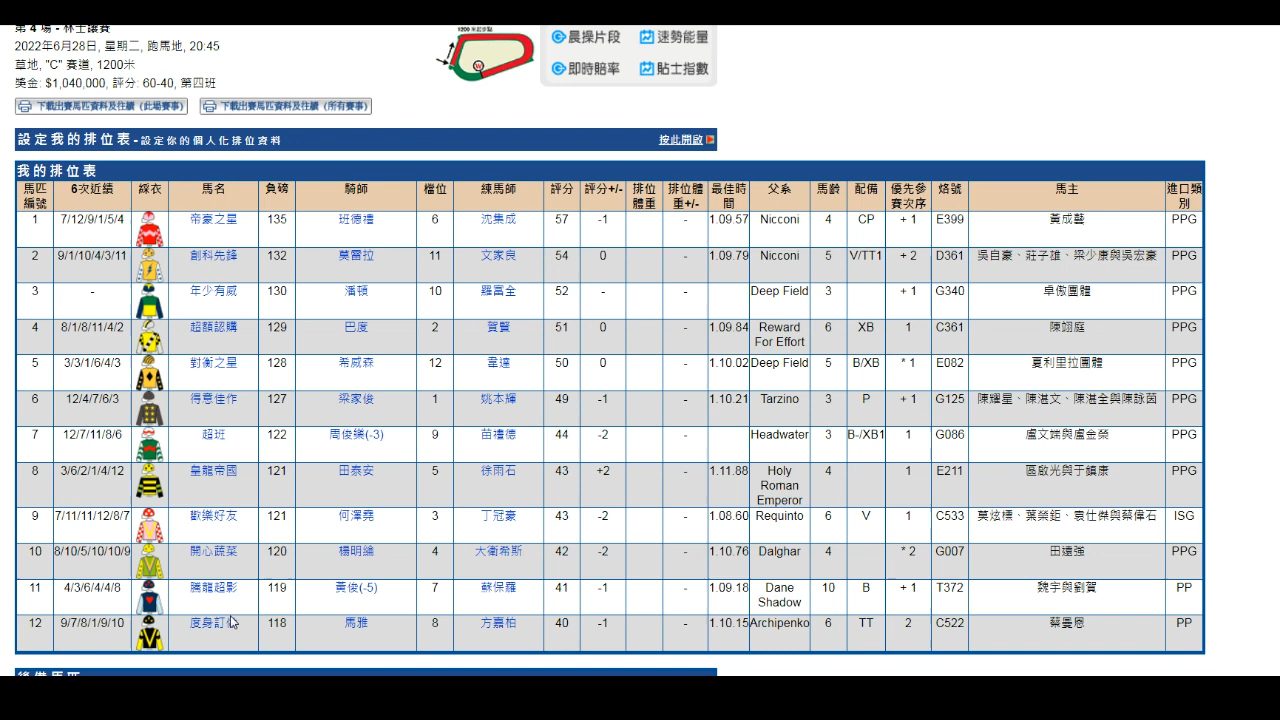 第 4 場 - 林士讓賽
2022年6月28日, 星期二, 跑馬地, 20:45
草地, "C" 賽道, 1200米
獎金: $1,040,000, 評分: 60-40, 第四班
晨操片段 速勢能量
即時賠率 貼士指數
下載出賽馬匹資料及往績 (此場賽事) 下載出賽馬匹資料及往績 (所有賽事)
設定我的排位表 - 設定你的個人化排位資料 按此開啟
我的排位表
馬匹編號 6次近績 綵衣 馬名 負磅 騎師 檔位 練馬師 評分 評分+/- 排位體重 排位體重+/- 最佳時間 父系 馬齡 配備 優先參賽次序 烙號 馬主 進口類別
1 7/12/9/1/5/4 帝豪之星 135 班德禮 6 沈集成 57 -1 - 1.09.57 Nicconi 4 CP + 1 E399 黃成藝 PPG
2 9/1/10/4/3/11 創科先鋒 132 莫雷拉 11 文家良 54 0 - 1.09.79 Nicconi 5 V/TT1 + 2 D361 吳自豪、莊子雄、梁少康與吳宏豪 PPG
3 - 年少有威 130 潘頓 10 羅富全 52 - - Deep Field 3 + 1 G340 卓傲團體 PPG
4 8/1/8/11/4/2 超額認購 129 巴度 2 賀賢 51 0 - 1.09.84 Reward For Effort 6 XB 1 C361 陳翊庭 PPG
5 3/3/1/6/4/3 對衡之星 128 希威森 12 韋達 50 0 - 1.10.02 Deep Field 5 B/XB * 1 E082 夏利里拉團體 PPG
6 12/4/7/6/3 得意佳作 127 梁家俊 1 姚本輝 49 -1 - 1.10.21 Tarzino 3 P + 1 G125 陳耀星、陳湛文、陳湛全與陳詠茵 PPG
7 12/7/11/8/6 超班 122 周俊樂(-3) 9 苗禮德 44 -2 - Headwater 3 B-/XB1 1 G086 盧文端與盧金榮 PPG
8 3/6/2/1/4/12 皇龍帝國 121 田泰安 5 徐雨石 43 +2 - 1.11.88 Holy Roman Emperor 4 1 E211 區啟光與于鎮康 PPG
9 7/11/11/12/8/7 歡樂好友 121 何澤堯 3 丁冠豪 43 -2 - 1.08.60 Requinto 6 V 1 C533 莫炫標、葉榮鉅、袁仕傑與蔡偉石 ISG
10 8/10/5/10/10/9 開心蔬菜 120 楊明綸 4 大衛希斯 42 -2 - 1.10.76 Dalghar 4 * 2 G007 田遠強 PPG
11 4/3/6/4/4/8 騰龍超影 119 黃俊(-5) 7 蘇保羅 41 -1 - 1.09.18 Dane Shadow 10 B + 1 T372 魏宇與劉賀 PP
12 9/7/8/1/9/10 度身訂 118 馬雅 8 方嘉柏 40 -1 - 1.10.15 Archipenko 6 TT 2 C522 蔡曼恩 PP
後備馬匹